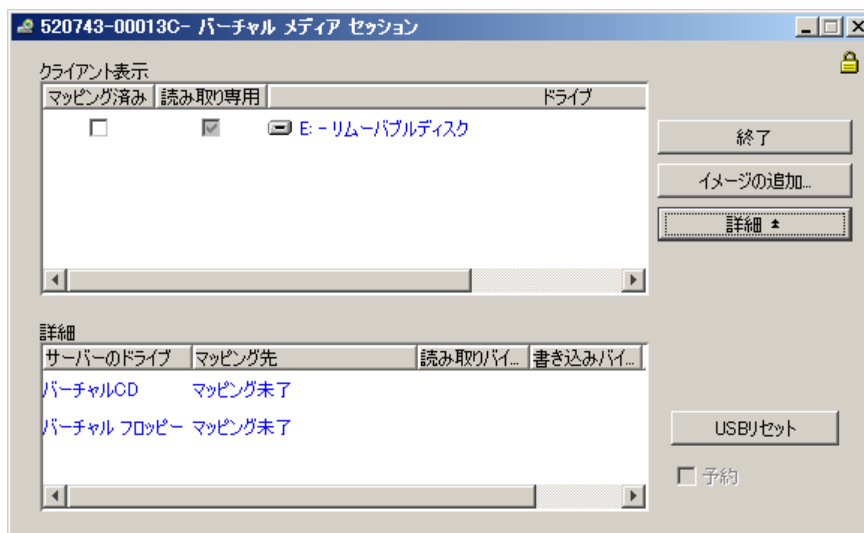 520743-00013C- バーチャル メディア セッション
クライアント表示
マッピング済み 読み取り専用 ドライブ
E: - リムーバブルディスク
終了
イメージの追加...
詳細
詳細
サーバーのドライブ マッピング先 読み取りバイ... 書き込みバイ...
バーチャルCD マッピング未了
バーチャル フロッピー マッピング未了
USBリセット
予約